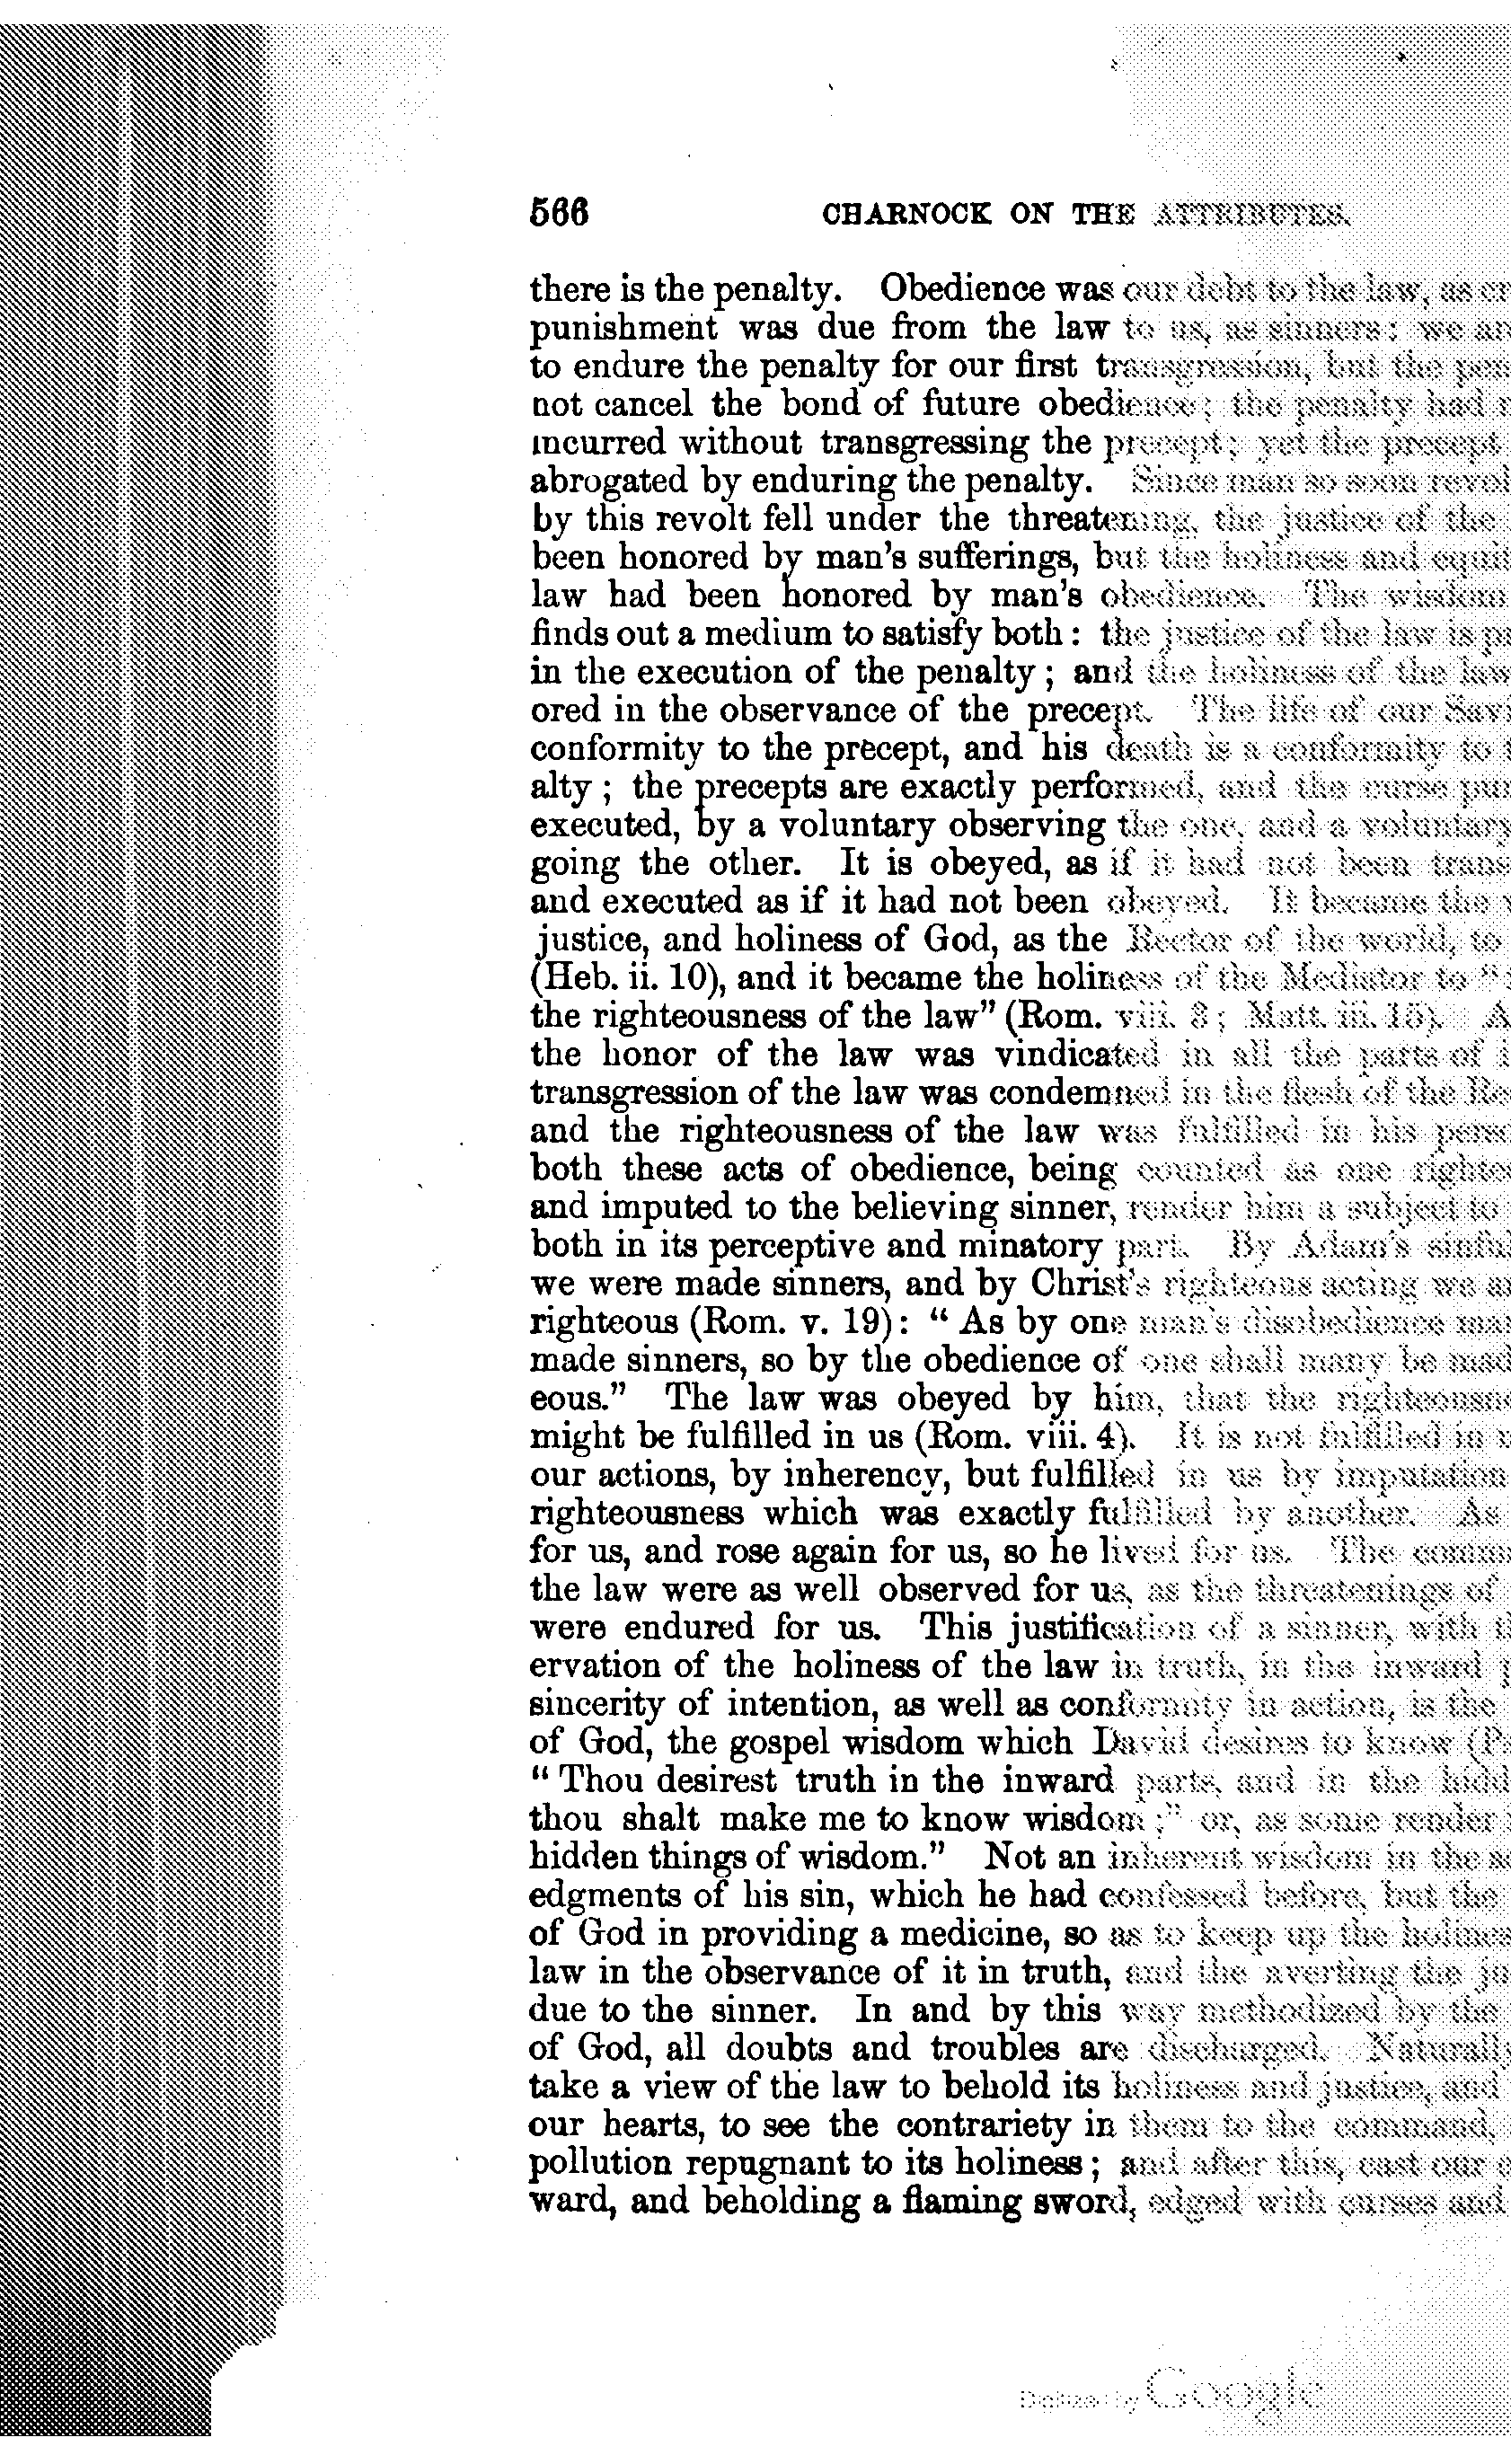 566 CHARNOCK ON THE ATTRIBUTES.
there is the penalty. Obedience was our debt to the law, as
punishment was due from the law to us, as sinners: we
to endure the penalty for our first transgression, but the
not cancel the bond of future obedience; the penalty had
incurred without transgressing the precept; yet the precept
abrogated by enduring the penalty. Since man so soon
by this revolt fell under the threatening, the justice of the
been honored by man's sufferings, but the holiness and
law had been honored by man's obedience. The wisdom
finds out a medium to satisfy both: the justice of the law is
in the execution of the penalty; and the holiness of the law
ored in the observance of the precept. The life of our
conformity to the precept, and his death is a conformity to
alty; the precepts are exactly performed, and the curse
executed, by a voluntary observing the one, and a voluntary
going the other. It is obeyed, as if it had not been
and executed as if it had not been obeyed. It became the
justice, and holiness of God, as the Rector of the world, to
(Heb. ii. 10), and it became the holiness of the Mediator to "
the righteousness of the law" (Rom. viii. 3; Matt. iii. 15).
the honor of the law was vindicated in all the parts of
transgression of the law was condemned in the flesh of the
and the righteousness of the law was fulfilled in his
both these acts of obedience, being counted as one
and imputed to the believing sinner, render him a subject to
both in its perceptive and minatory part. By Adam's
we were made sinners, and by Christ's righteous acting we
righteous (Rom. v. 19): "As by one man's disobedience
made sinners, so by the obedience of one shall many be
eous." The law was obeyed by him, that the
might be fulfilled in us (Rom. viii. 4). It is not fulfilled in
our actions, by inherency, but fulfilled in us by imputation
righteousness which was exactly fulfilled by another. As
for us, and rose again for us, so he lived for us. The
the law were as well observed for us, as the threatenings of
were endured for us. This justification of a sinner, with
ervation of the holiness of the law in truth, in the inward
sincerity of intention, as well as conformity in action, is the
of God, the gospel wisdom which David desires to know
"Thou desirest truth in the inward parts, and in the
thou shalt make me to know wisdom;" or, as some render
hidden things of wisdom." Not an inherent wisdom in the
edgments of his sin, which he had confessed before, but the
of God in providing a medicine, so as to keep up the
law in the observance of it in truth, and the averting the
due to the sinner. In and by this way methodized by the
of God, all doubts and troubles are discharged. Naturally
take a view of the law to behold its holiness and justice, and
our hearts, to see the contrariety in them to the command,
pollution repugnant to its holiness; and after this, cast our
ward, and beholding a flaming sword, edged with curses and
Digitized by Google